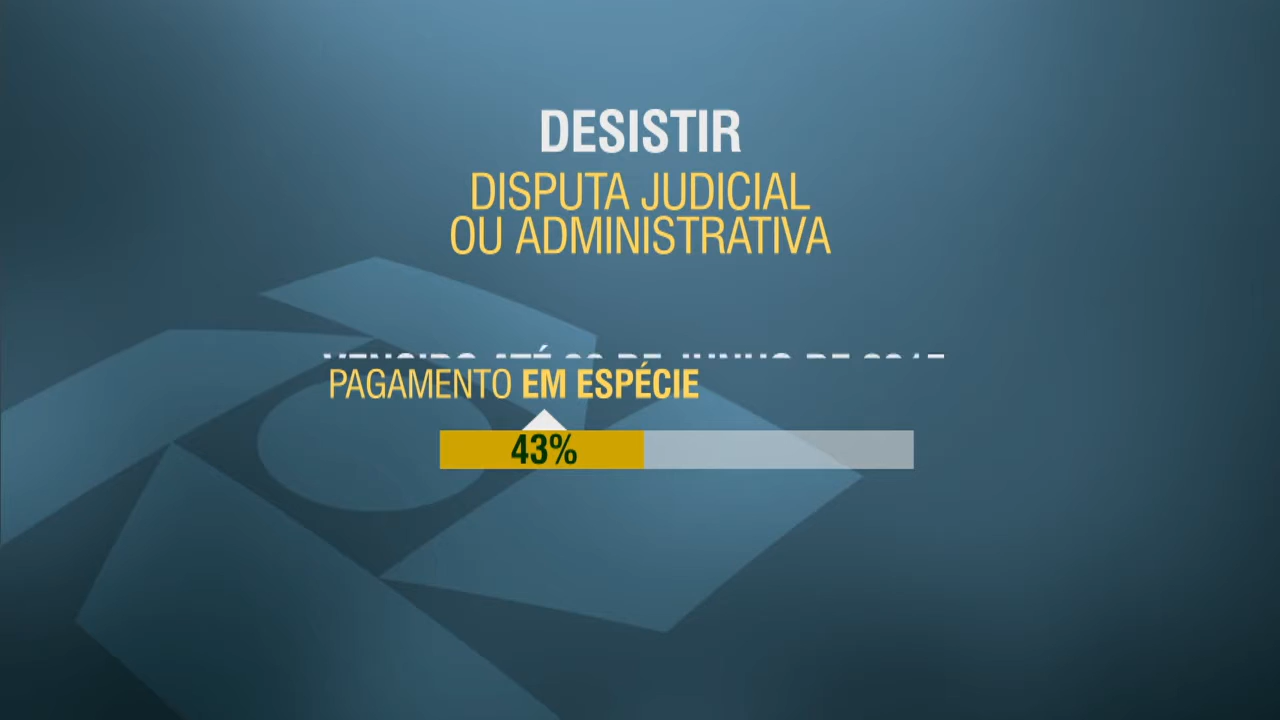 DESISTIR
DISPUTA JUDICIAL
OU ADMINISTRATIVA
PAGAMENTO EM ESPÉCIE
43%